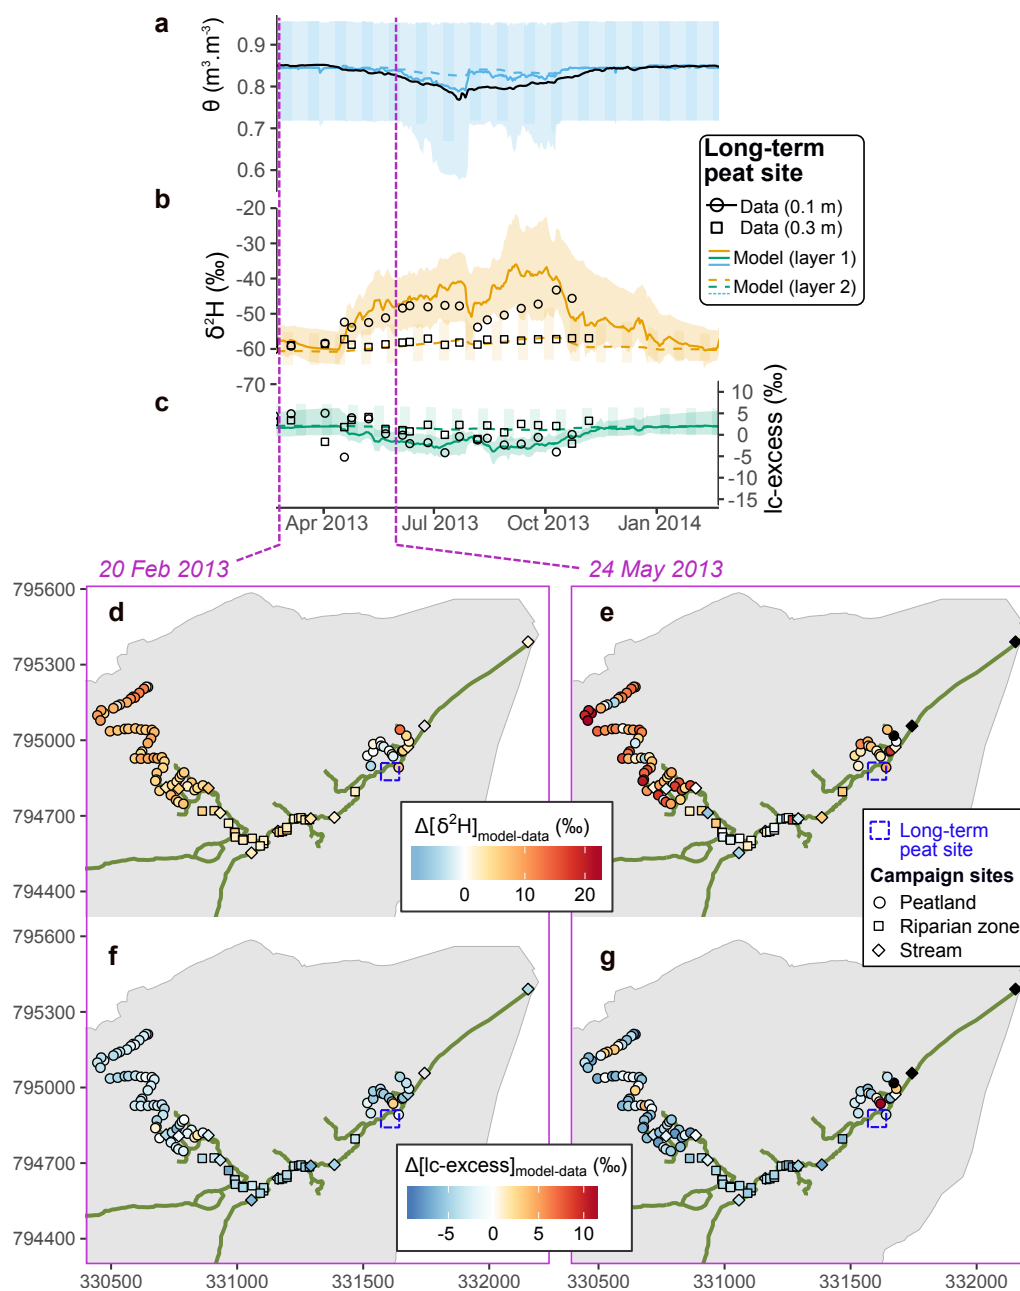 a
0.9
0.8
0.7
0.6
θ (m³.m⁻³)
Long-term
peat site
Data (0.1 m)
Data (0.3 m)
Model (layer 1)
Model (layer 2)
b
-20
-30
-40
-50
-60
-70
δ²H (‰)
c
10
5
0
-5
-10
-15
lc-excess (‰)
Apr 2013
Jul 2013
Oct 2013
Jan 2014
20 Feb 2013
24 May 2013
d
e
795600
795300
795000
794700
794400
Δ[δ²H]model-data (‰)
0
10
20
Long-term
peat site
Campaign sites
Peatland
Riparian zone
Stream
f
g
795600
795300
795000
794700
794400
Δ[lc-excess]model-data (‰)
-5
0
5
10
330500
331000
331500
332000
330500
331000
331500
332000